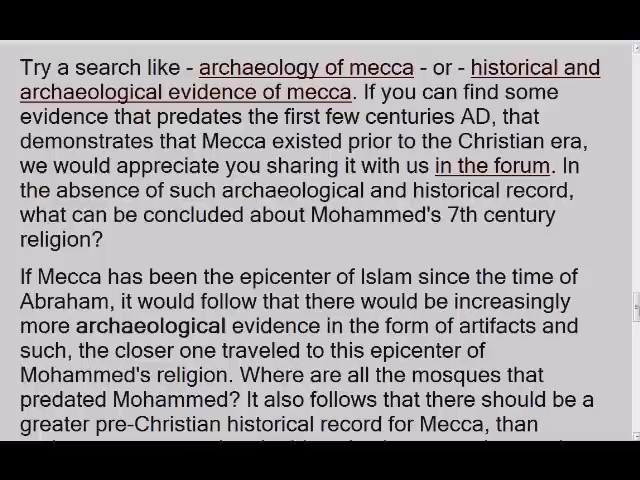 Try a search like - archaeology of mecca - or - historical and
archaeological evidence of mecca. If you can find some
evidence that predates the first few centuries AD, that
demonstrates that Mecca existed prior to the Christian era,
we would appreciate you sharing it with us in the forum. In
the absence of such archaeological and historical record,
what can be concluded about Mohammed's 7th century
religion?
If Mecca has been the epicenter of Islam since the time of
Abraham, it would follow that there would be increasingly
more archaeological evidence in the form of artifacts and
such, the closer one traveled to this epicenter of
Mohammed's religion. Where are all the mosques that
predated Mohammed? It also follows that there should be a
greater pre-Christian historical record for Mecca, than